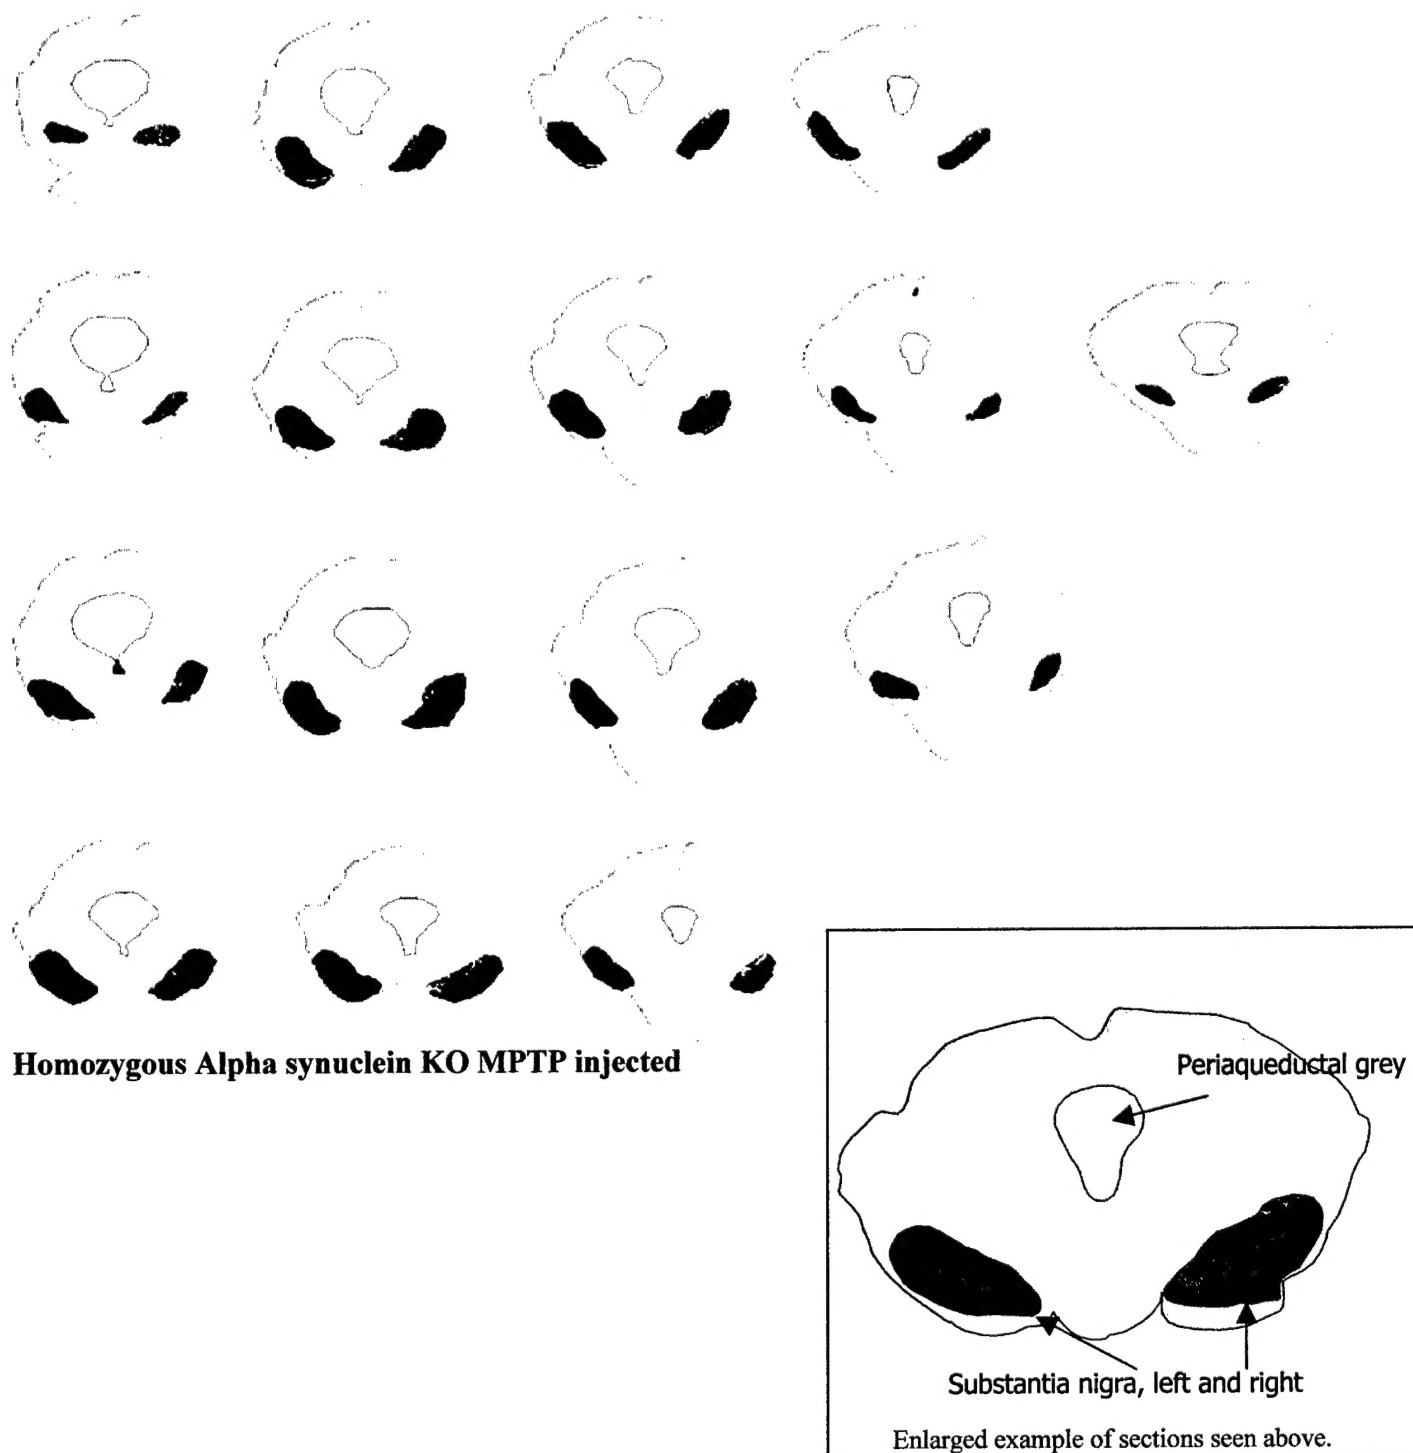 Homozygous Alpha synuclein KO MPTP injected
Periaqueductal grey
Substantia nigra, left and right
Enlarged example of sections seen above.